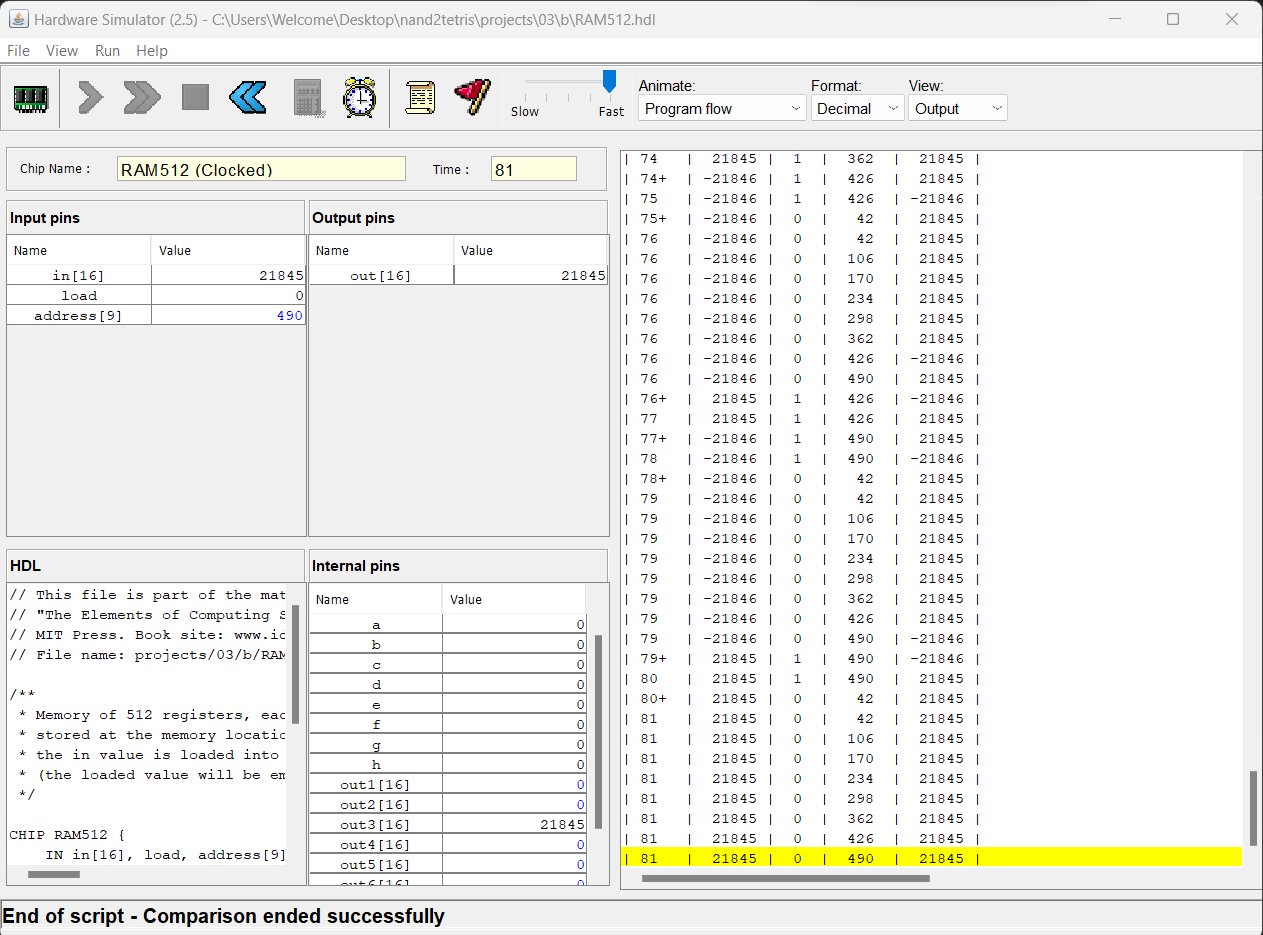 Hardware Simulator (2.5) - C:\Users\Welcome\Desktop\nand2tetris\projects\03\b\RAM512.hdl
File View Run Help
Slow Fast
Animate: Format: View:
Program flow Decimal Output
Chip Name : RAM512 (Clocked) Time : 81
Input pins
Name Value
in[16] 21845
load 0
address[9] 490
Output pins
Name Value
out[16] 21845
HDL
// This file is part of the mat
// "The Elements of Computing S
// MIT Press. Book site: www.id
// File name: projects/03/b/RAM
/**
* Memory of 512 registers, eac
* stored at the memory locatio
* the in value is loaded into
* (the loaded value will be em
*/
CHIP RAM512 {
IN in[16], load, address[9]
Internal pins
Name Value
a 0
b 0
c 0
d 0
e 0
f 0
g 0
h 0
out1[16] 0
out2[16] 0
out3[16] 21845
out4[16] 0
out5[16] 0
out6[16] 0
| 74 | 21845 | 1 | 362 | 21845 |
| 74+ | -21846 | 1 | 426 | 21845 |
| 75 | -21846 | 1 | 426 | -21846 |
| 75+ | -21846 | 0 | 42 | 21845 |
| 76 | -21846 | 0 | 42 | 21845 |
| 76 | -21846 | 0 | 106 | 21845 |
| 76 | -21846 | 0 | 170 | 21845 |
| 76 | -21846 | 0 | 234 | 21845 |
| 76 | -21846 | 0 | 298 | 21845 |
| 76 | -21846 | 0 | 362 | 21845 |
| 76 | -21846 | 0 | 426 | -21846 |
| 76 | -21846 | 0 | 490 | 21845 |
| 76+ | 21845 | 1 | 426 | -21846 |
| 77 | 21845 | 1 | 426 | 21845 |
| 77+ | -21846 | 1 | 490 | 21845 |
| 78 | -21846 | 1 | 490 | -21846 |
| 78+ | -21846 | 0 | 42 | 21845 |
| 79 | -21846 | 0 | 42 | 21845 |
| 79 | -21846 | 0 | 106 | 21845 |
| 79 | -21846 | 0 | 170 | 21845 |
| 79 | -21846 | 0 | 234 | 21845 |
| 79 | -21846 | 0 | 298 | 21845 |
| 79 | -21846 | 0 | 362 | 21845 |
| 79 | -21846 | 0 | 426 | 21845 |
| 79 | -21846 | 0 | 490 | -21846 |
| 79+ | 21845 | 1 | 490 | -21846 |
| 80 | 21845 | 1 | 490 | 21845 |
| 80+ | 21845 | 0 | 42 | 21845 |
| 81 | 21845 | 0 | 42 | 21845 |
| 81 | 21845 | 0 | 106 | 21845 |
| 81 | 21845 | 0 | 170 | 21845 |
| 81 | 21845 | 0 | 234 | 21845 |
| 81 | 21845 | 0 | 298 | 21845 |
| 81 | 21845 | 0 | 362 | 21845 |
| 81 | 21845 | 0 | 426 | 21845 |
| 81 | 21845 | 0 | 490 | 21845 |
End of script - Comparison ended successfully